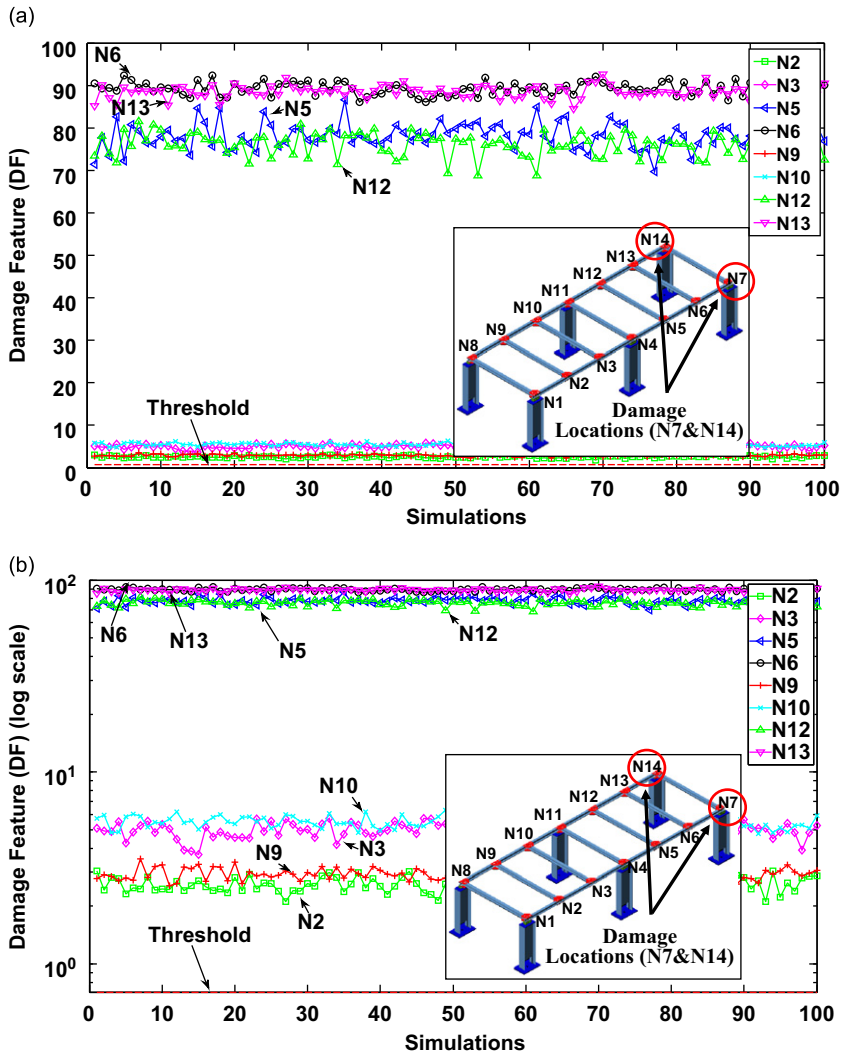 (a)
100
90
80
70
60
50
40
30
20
10
0
Damage Feature (DF)
N6
N13
N5
N12
Threshold
N2
N3
N5
N6
N9
N10
N12
N13
N14
N13
N12
N11
N10
N9
N8
N7
N6
N5
N4
N3
N2
N1
Damage
Locations (N7&N14)
0 10 20 30 40 50 60 70 80 90 100
Simulations
(b)
10²
10¹
10⁰
Damage Feature (DF) (log scale)
N6
N13
N5
N12
N10
N3
N9
N2
Threshold
N2
N3
N5
N6
N9
N10
N12
N13
N14
N13
N12
N11
N10
N9
N8
N7
N6
N5
N4
N3
N2
N1
Damage
Locations (N7&N14)
0 10 20 30 40 50 60 70 80 90 100
Simulations